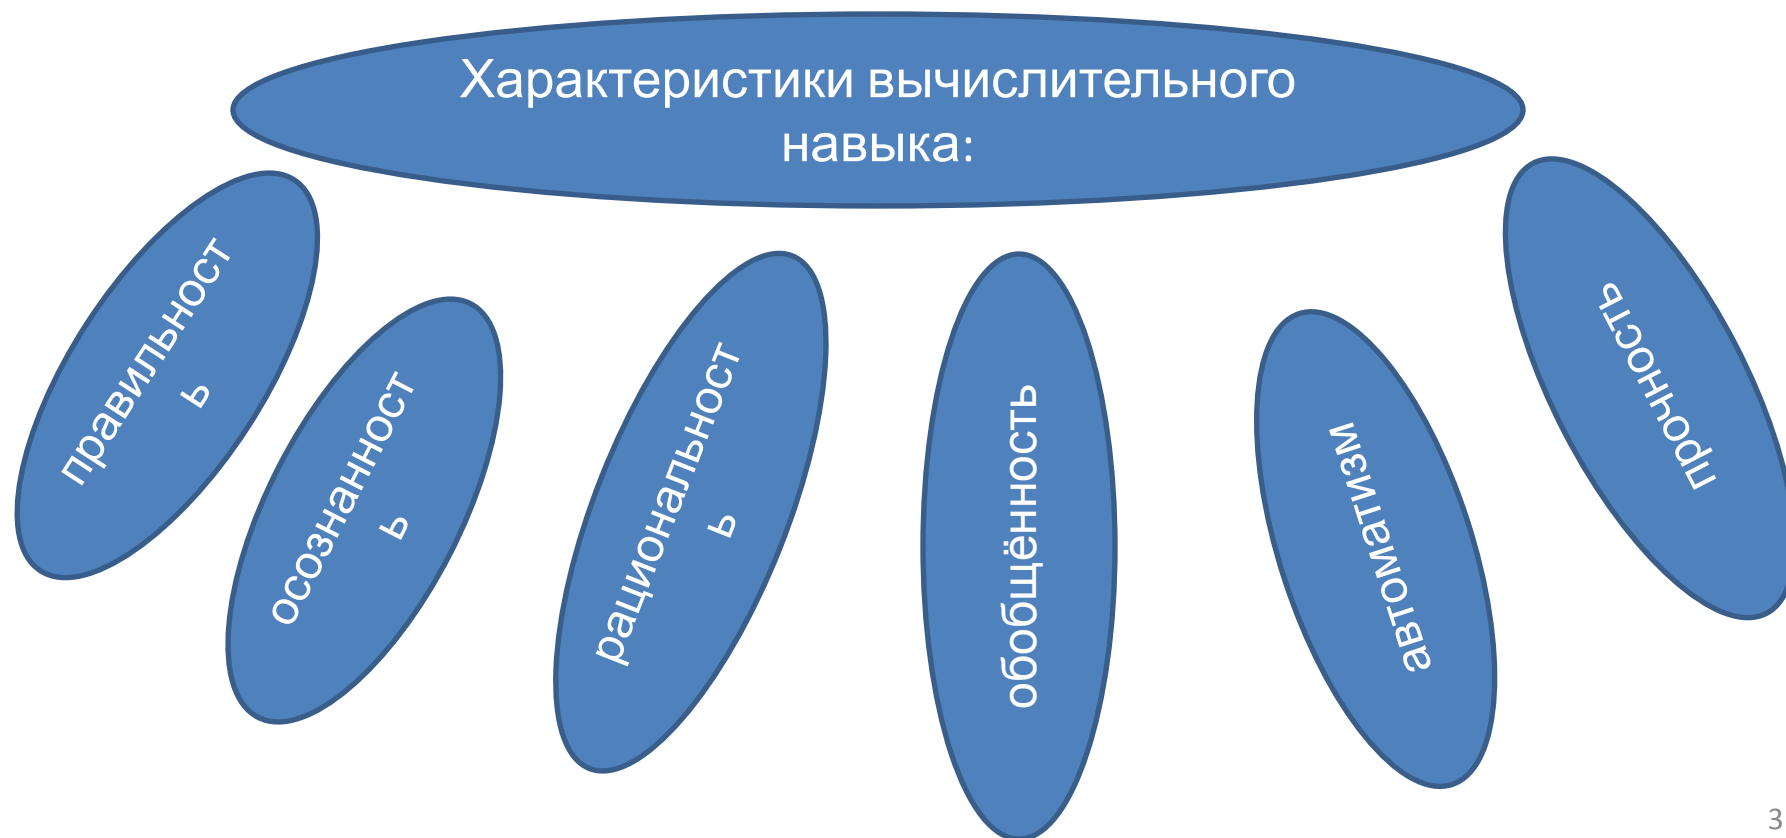 Характеристики вычислительного
навыка:
правильност
ь
осознанност
ь
рациональност
ь
обобщённость
автоматизм
прочность
3